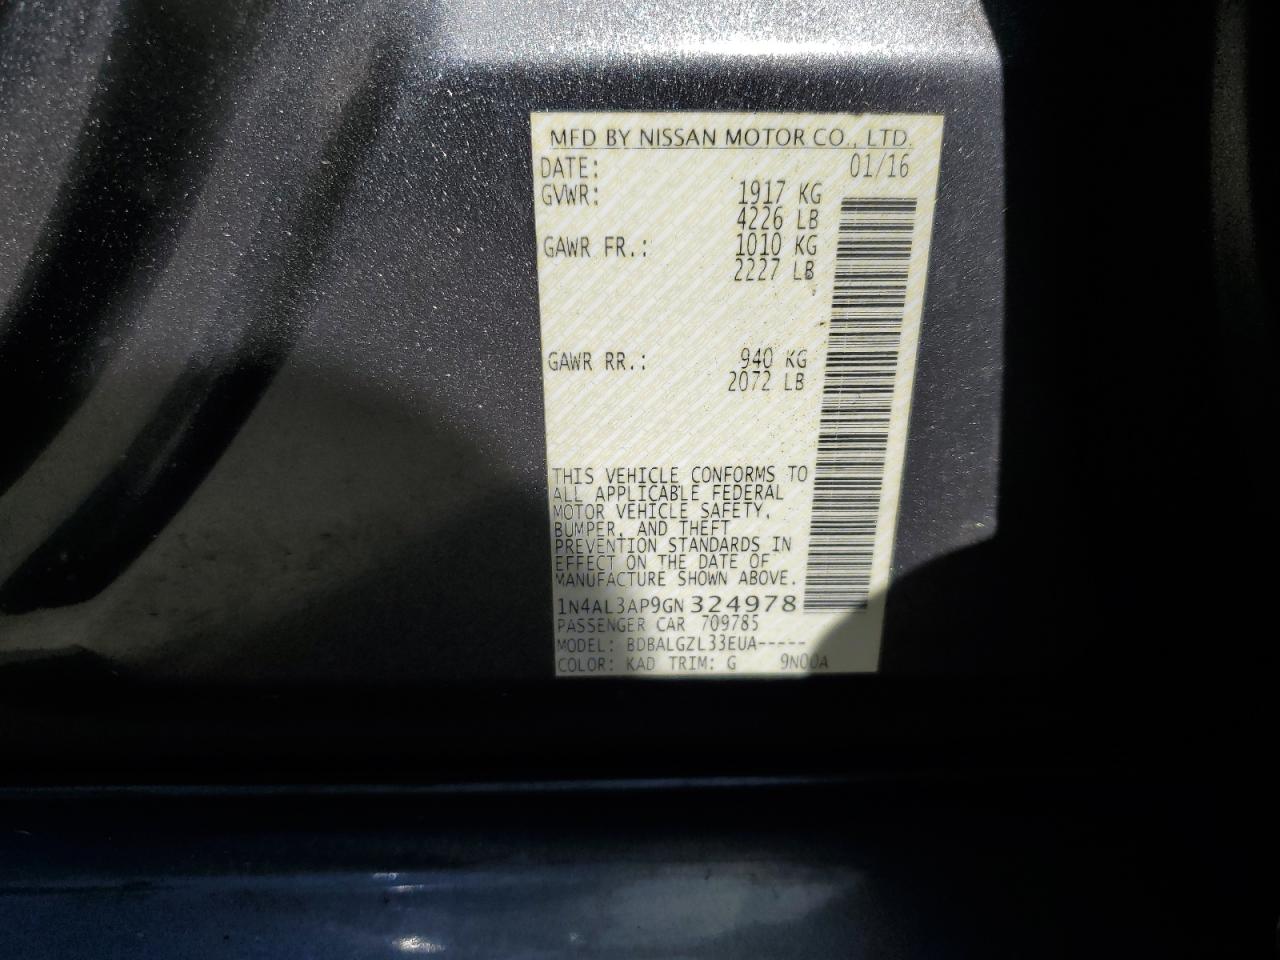 MFD BY NISSAN MOTOR CO., LTD.
DATE: 01/16
GVWR: 1917 KG
4226 LB
GAWR FR.: 1010 KG
2227 LB
GAWR RR.: 940 KG
2072 LB
THIS VEHICLE CONFORMS TO
ALL APPLICABLE FEDERAL
MOTOR VEHICLE SAFETY,
BUMPER, AND THEFT
PREVENTION STANDARDS IN
EFFECT ON THE DATE OF
MANUFACTURE SHOWN ABOVE.
1N4AL3AP9GN324978
PASSENGER CAR 709785
MODEL: BDBALGZL33EUA-----
COLOR: KAD TRIM: G 9N00A